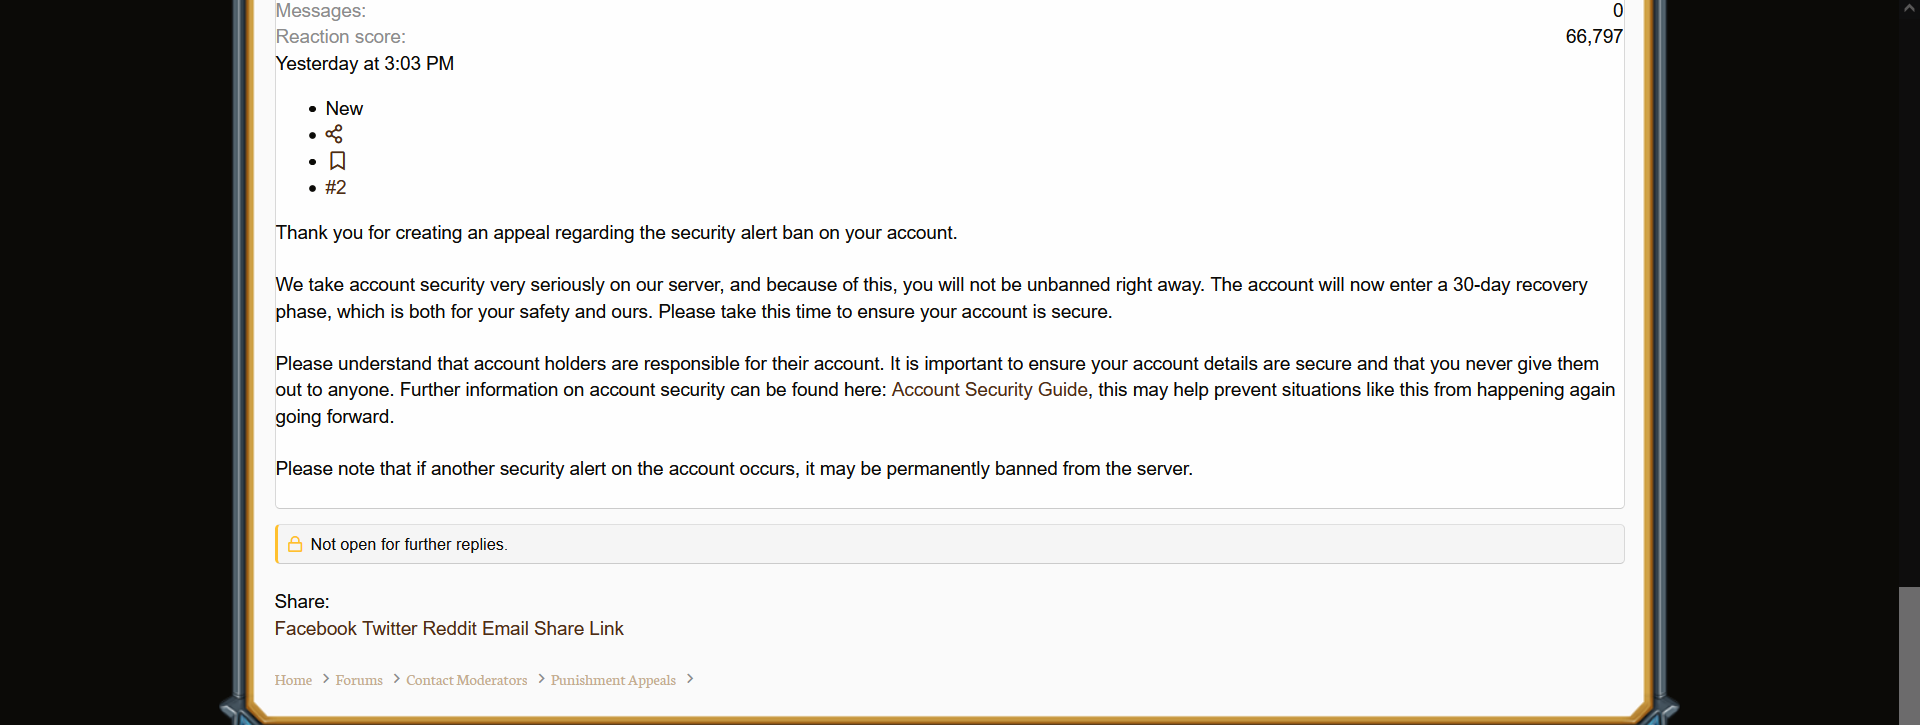 Messages: 0
Reaction score: 66,797
Yesterday at 3:03 PM
New
#2
Thank you for creating an appeal regarding the security alert ban on your account.
We take account security very seriously on our server, and because of this, you will not be unbanned right away. The account will now enter a 30-day recovery
phase, which is both for your safety and ours. Please take this time to ensure your account is secure.
Please understand that account holders are responsible for their account. It is important to ensure your account details are secure and that you never give them
out to anyone. Further information on account security can be found here: Account Security Guide, this may help prevent situations like this from happening again
going forward.
Please note that if another security alert on the account occurs, it may be permanently banned from the server.
Not open for further replies.
Share:
Facebook Twitter Reddit Email Share Link
Home > Forums > Contact Moderators > Punishment Appeals >